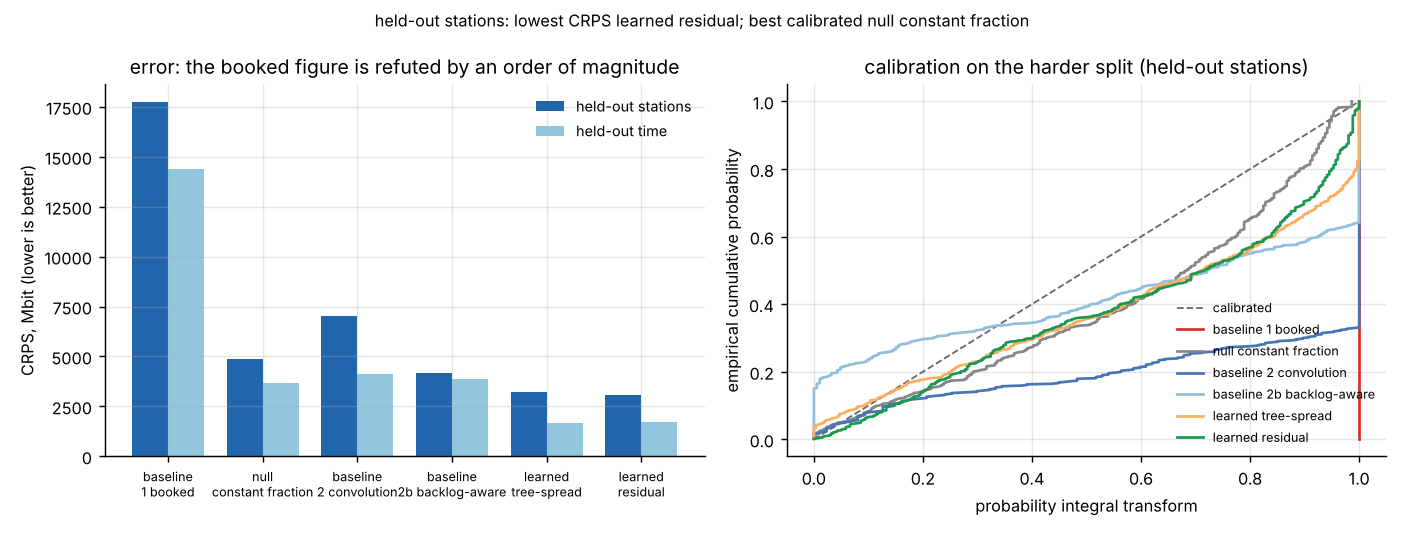 held-out stations: lowest CRPS learned residual; best calibrated null constant fraction
error: the booked figure is refuted by an order of magnitude
CRPS, Mbit (lower is better)
17500
15000
12500
10000
7500
5000
2500
0
held-out stations
held-out time
baseline
1 booked
null
constant fraction
baseline
2 convolution
baseline
2b backlog-aware
learned
tree-spread
learned
residual
calibration on the harder split (held-out stations)
empirical cumulative probability
1.0
0.8
0.6
0.4
0.2
0.0
calibrated
baseline 1 booked
null constant fraction
baseline 2 convolution
baseline 2b backlog-aware
learned tree-spread
learned residual
0.0
0.2
0.4
0.6
0.8
1.0
probability integral transform